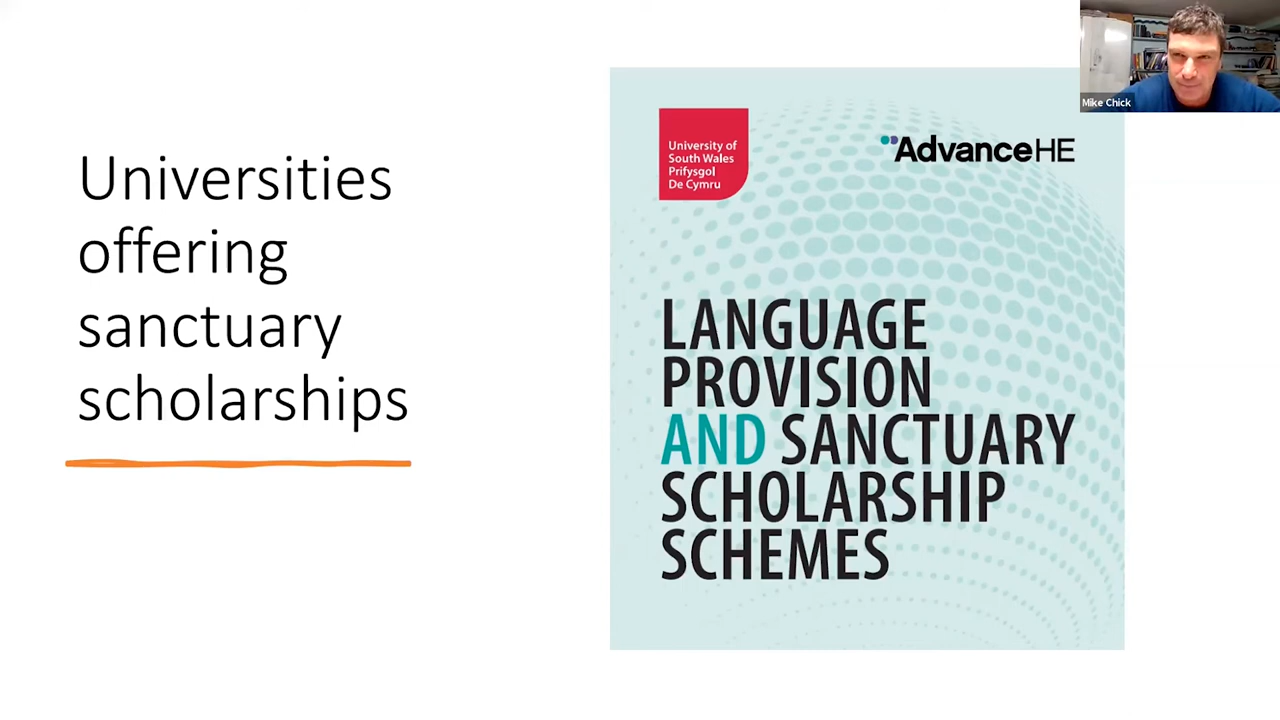 Universities
offering
sanctuary
scholarships
University of
South Wales
Prifysgol
De Cymru
AdvanceHE
LANGUAGE
PROVISION
AND SANCTUARY
SCHOLARSHIP
SCHEMES
Mike Chick